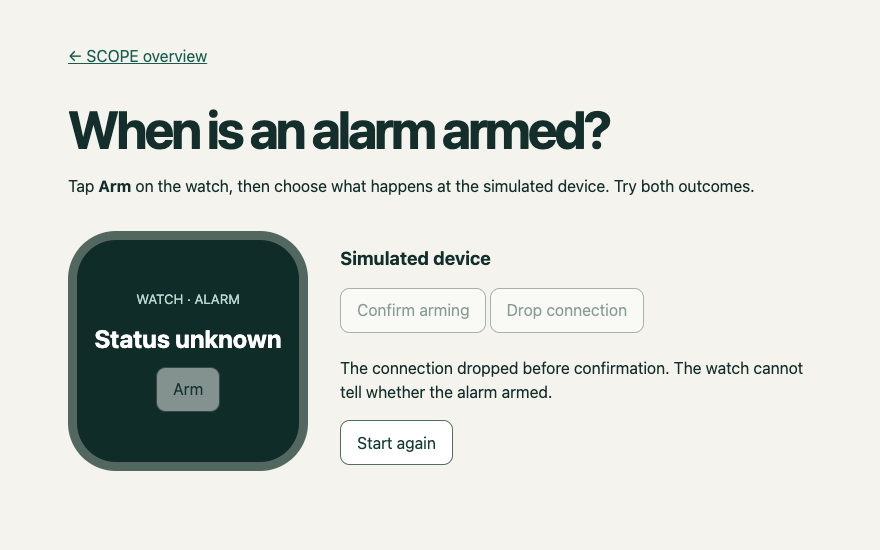 ← SCOPE overview
When is an alarm armed?
Tap Arm on the watch, then choose what happens at the simulated device. Try both outcomes.
WATCH · ALARM
Status unknown
Arm
Simulated device
Confirm arming
Drop connection
The connection dropped before confirmation. The watch cannot
tell whether the alarm armed.
Start again